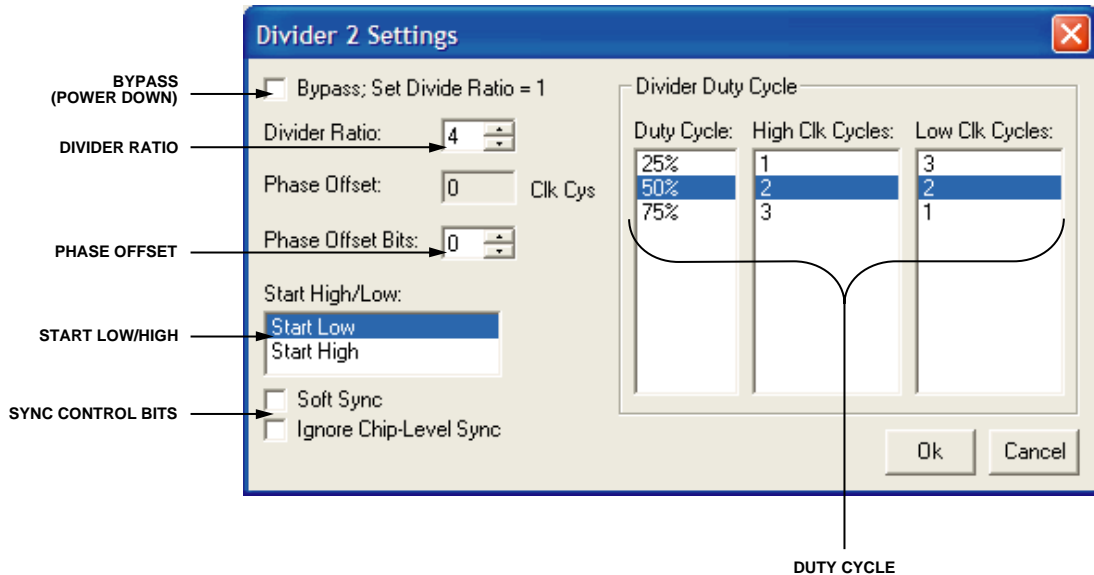 Divider 2 Settings
BYPASS
(POWER DOWN)
Bypass; Set Divide Ratio = 1
DIVIDER RATIO
Divider Ratio:
4
Phase Offset:
0
Clk Cys
PHASE OFFSET
Phase Offset Bits:
0
Start High/Low:
START LOW/HIGH
Start Low
Start High
SYNC CONTROL BITS
Soft Sync
Ignore Chip-Level Sync
Divider Duty Cycle
Duty Cycle: High Clk Cycles: Low Clk Cycles:
25% 1 3
50% 2 2
75% 3 1
Ok
Cancel
DUTY CYCLE